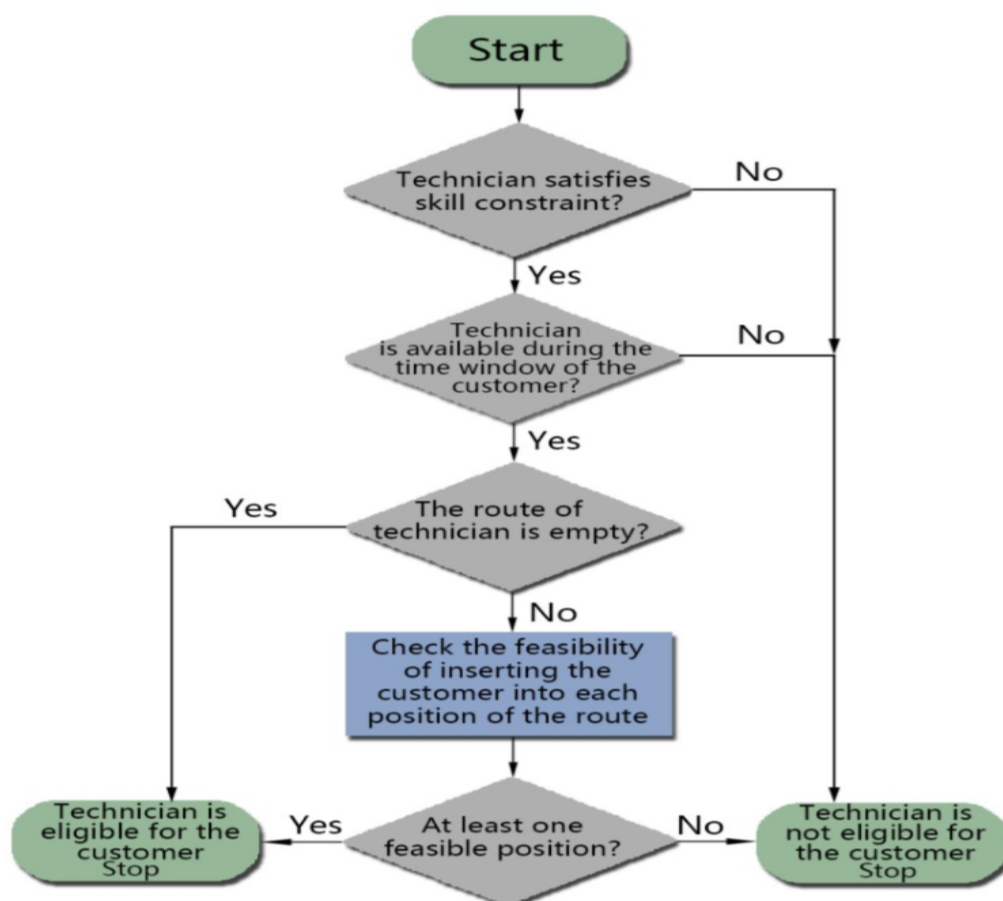 Start
Technician satisfies
skill constraint?
No
Yes
Technician
is available during the
time window of the
customer?
No
Yes
The route of
technician is empty?
Yes
No
Check the feasibility
of inserting the
customer into each
position of the route
Technician is
eligible for the
customer
Stop
Yes
At least one
feasible position?
No
Technician is
not eligible for
the customer
Stop